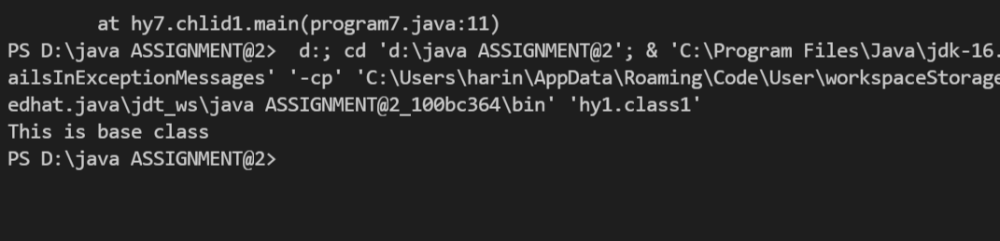 at hy7.chlid1.main(program7.java:11)
PS D:\java ASSIGNMENT@2>  d:; cd 'd:\java ASSIGNMENT@2'; & 'C:\Program Files\Java\jdk-16.
ailsInExceptionMessages' '-cp' 'C:\Users\harin\AppData\Roaming\Code\User\workspaceStorage
edhat.java\jdt_ws\java ASSIGNMENT@2_100bc364\bin' 'hy1.class1'
This is base class
PS D:\java ASSIGNMENT@2>